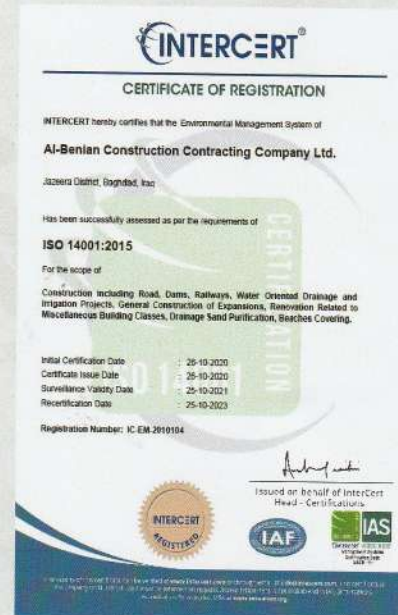 INTERCERT®
CERTIFICATE OF REGISTRATION
INTERCERT hereby certifies that the Environmental Management System of
Al-Benian Construction Contracting Company Ltd.
Jazeera District, Baghdad, Iraq
Has been successfully assessed as per the requirements of
ISO 14001:2015
For the scope of
Construction including Road, Dams, Railways, Water Oriented Drainage and
Irrigation Projects, General Construction of Expansions, Renovation Related to
Miscellaneous Building Classes, Drainage Sand Purification, Beaches Covering.
Initial Certification Date : 26-10-2020
Certificate Issue Date : 26-10-2020
Surveillance Validity Date : 25-10-2021
Recertification Date : 25-10-2023
Registration Number: IC-EM-2010104
CERTIFICATION
Issued on behalf of InterCert
Head - Certifications
INTERCERT
REGISTERED
IAF
IAS